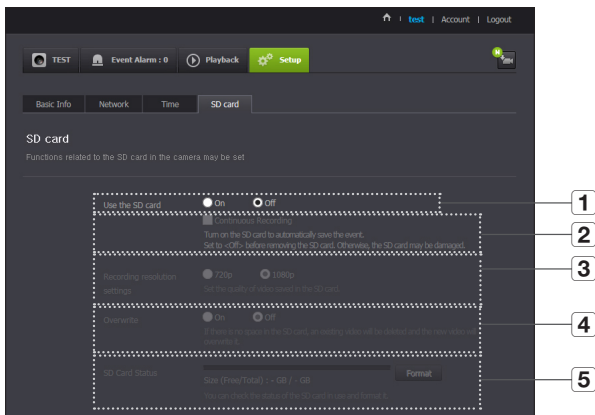 test | Account | Logout
TEST
Event Alarm : 0
Playback
Setup
N
Basic Info
Network
Time
SD card
SD card
Functions related to the SD card in the camera may be set
Use the SD card
On
Off
1
Continuous Recording
Turn on the SD card to automatically save the event.
Set to <Off> before removing the SD card. Otherwise, the SD card may be damaged.
2
Recording resolution
settings
720p
1080p
Set the quality of video saved in the SD card.
3
Overwrite
On
Off
If there is no space in the SD card, an existing video will be deleted and the new video will
overwrite it.
4
SD Card Status
Size (Free/Total) : - GB / - GB
Format
You can check the status of the SD card in use and format it.
5